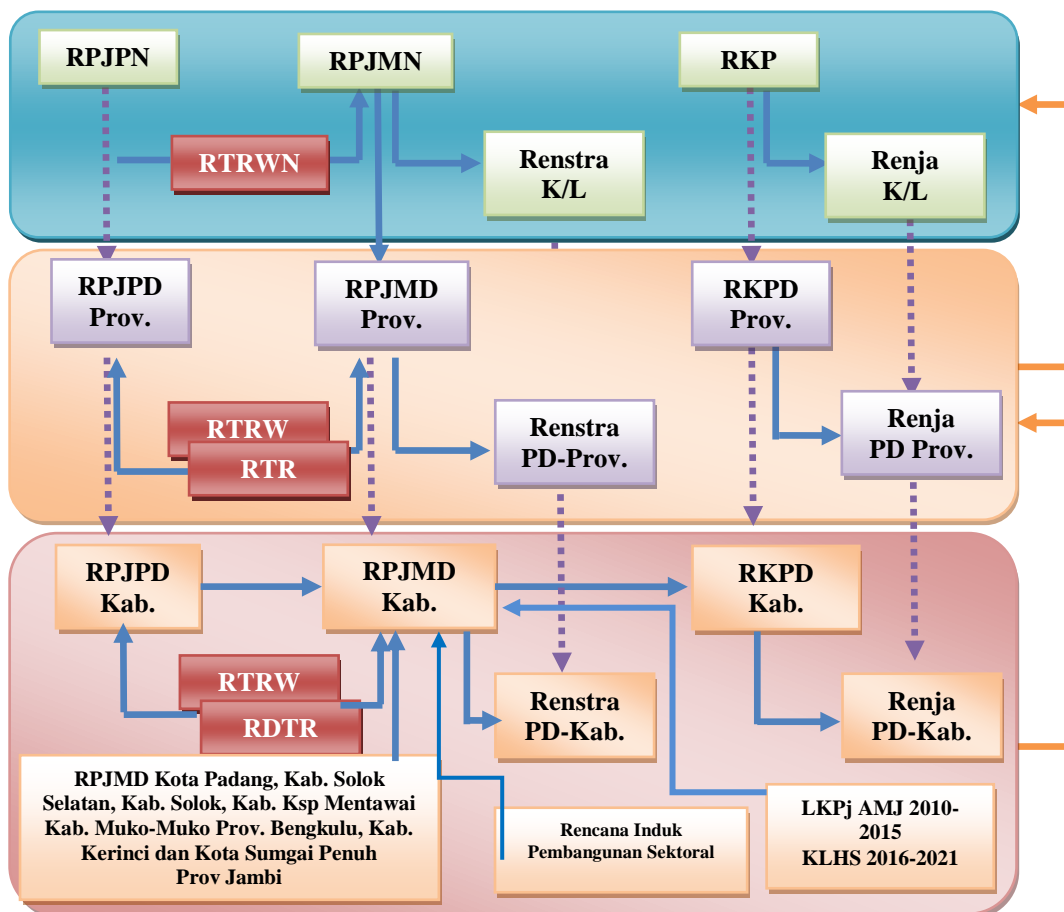 RPJPN
RPJMN
RKP
RTRWN
Renstra
K/L
Renja
K/L
RPJPD
Prov.
RPJMD
Prov.
RKPD
Prov.
RTRW
RTR
Renstra
PD-Prov.
Renja
PD Prov.
RPJPD
Kab.
RPJMD
Kab.
RKPD
Kab.
RTRW
RDTR
Renstra
PD-Kab.
Renja
PD-Kab.
RPJMD Kota Padang, Kab. Solok
Selatan, Kab. Solok, Kab. Ksp Mentawai
Kab. Muko-Muko Prov. Bengkulu, Kab.
Kerinci dan Kota Sumgai Penuh
Prov Jambi
Rencana Induk
Pembangunan Sektoral
LKPj AMJ 2010-
2015
KLHS 2016-2021